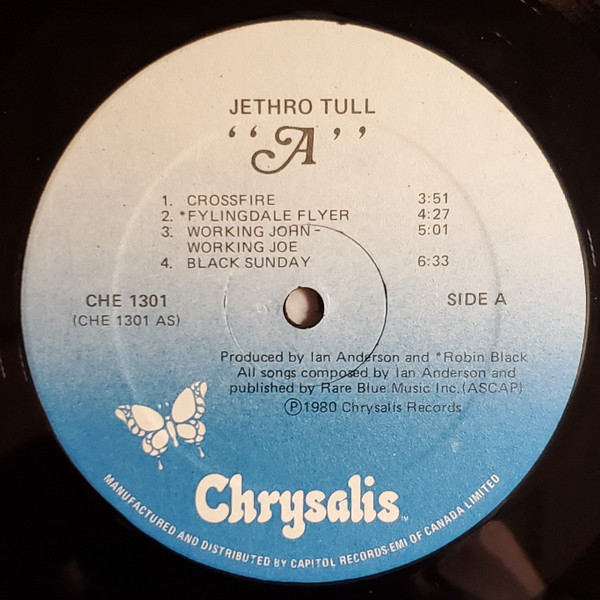 JETHRO TULL
"A"
1. CROSSFIRE 3:51
2. *FYLINGDALE FLYER 4:27
3. WORKING JOHN- 5:01
WORKING JOE
4. BLACK SUNDAY 6:33
CHE 1301 SIDE A
(CHE 1301 AS)
Produced by Ian Anderson and *Robin Black
All songs composed by Ian Anderson and
published by Rare Blue Music Inc.(ASCAP)
Ⓟ1980 Chrysalis Records
Chrysalis™
MANUFACTURED AND DISTRIBUTED BY CAPITOL RECORDS-EMI OF CANADA LIMITED